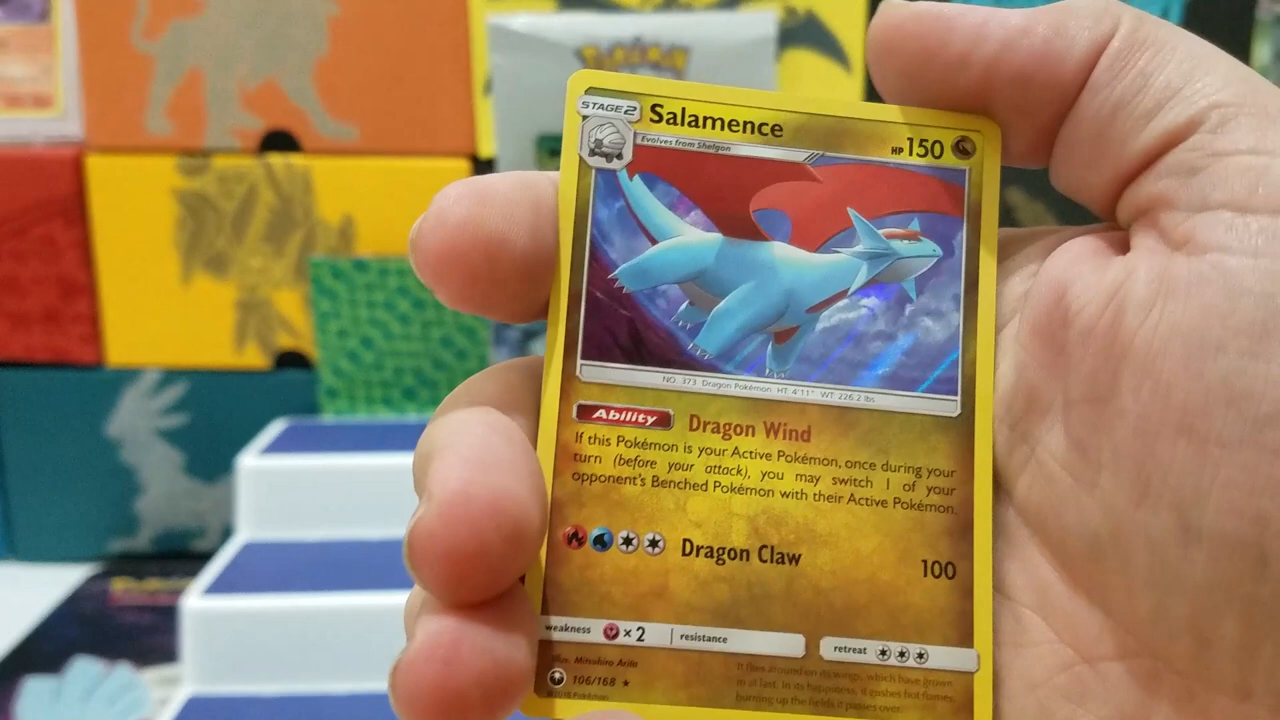 Pokémon
STAGE 2
Salamence
HP 150
Evolves from Shelgon
NO. 373 Dragon Pokémon HT: 4'11" WT: 226.2 lbs
Ability Dragon Wind
If this Pokémon is your Active Pokémon, once during your
turn (before your attack), you may switch 1 of your
opponent's Benched Pokémon with their Active Pokémon.
Dragon Claw 100
weakness ×2 resistance
retreat
Illus. Mitsuhiro Arita
106/168 ★
©2018 Pokémon
It flies around on its wings, which have grown
in at last. In its happiness, it gushes hot flames,
burning up the fields it passes over.